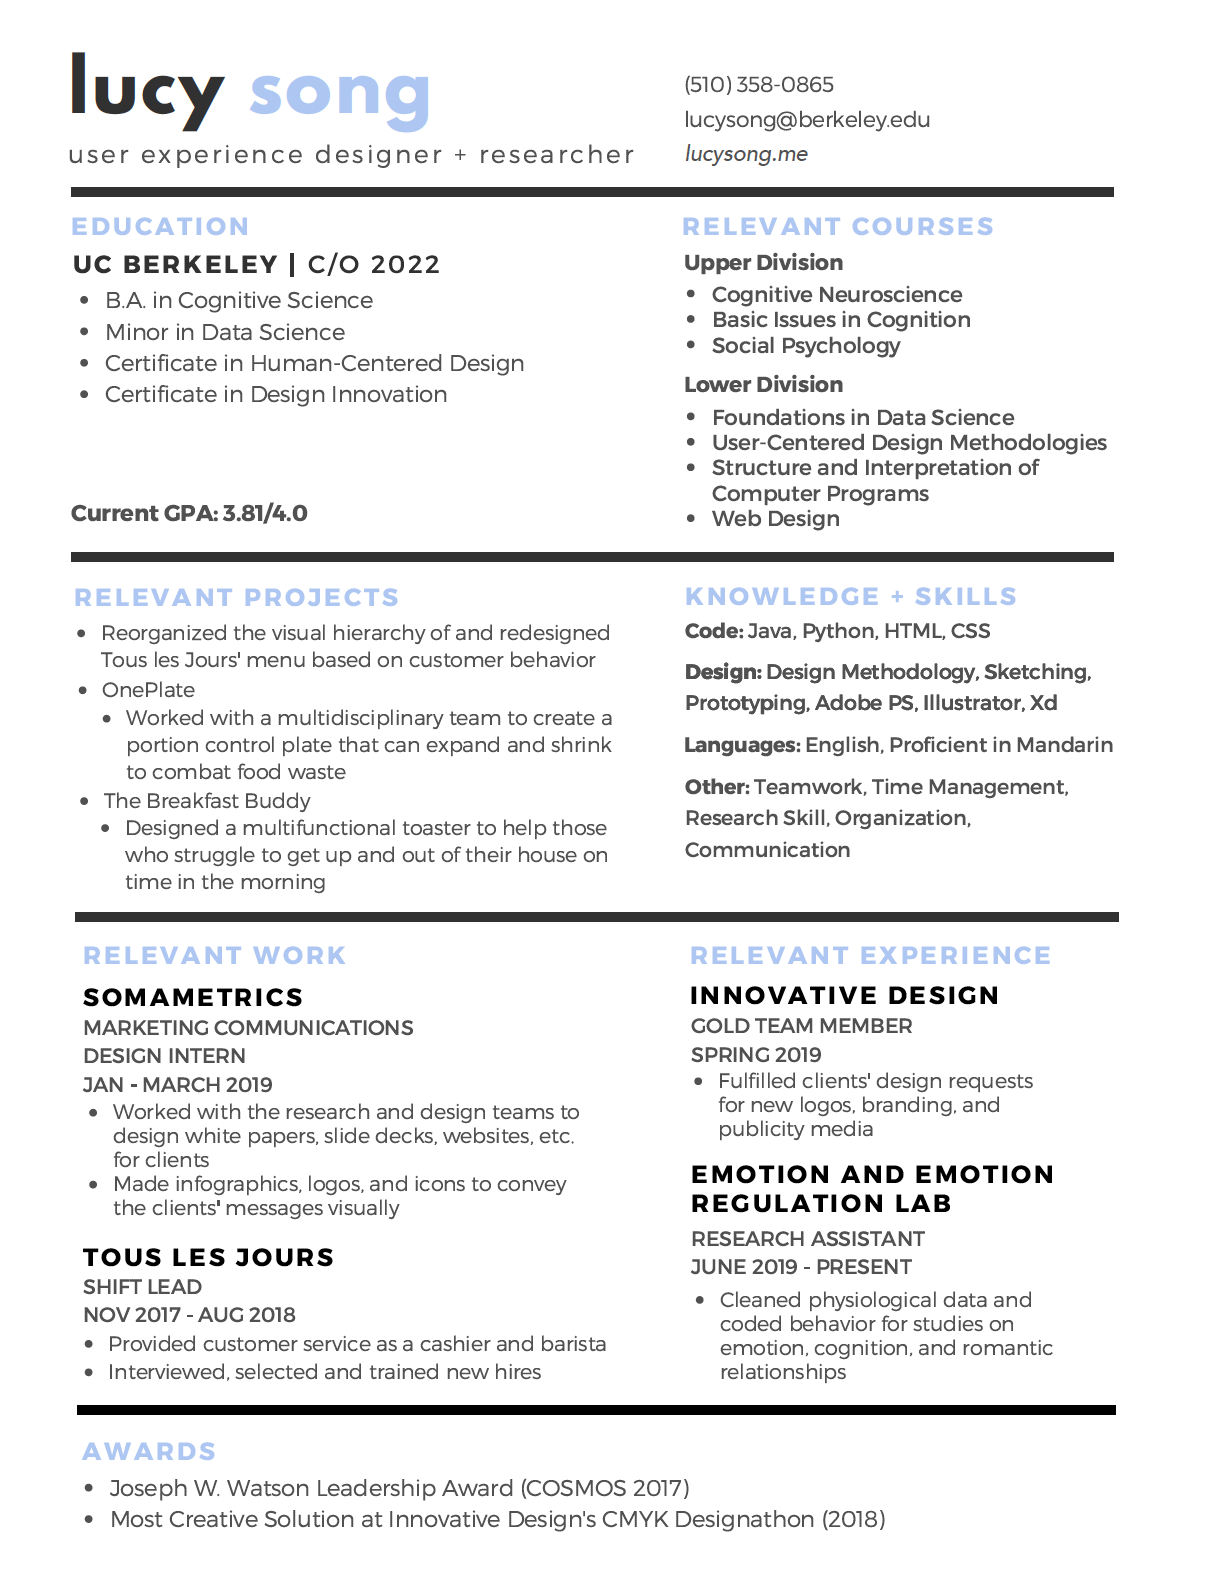 lucy song
user experience designer + researcher
(510) 358-0865
lucysong@berkeley.edu
lucysong.me
EDUCATION
UC BERKELEY | C/O 2022
• B.A. in Cognitive Science
• Minor in Data Science
• Certificate in Human-Centered Design
• Certificate in Design Innovation
Current GPA: 3.81/4.0
RELEVANT COURSES
Upper Division
• Cognitive Neuroscience
• Basic Issues in Cognition
• Social Psychology
Lower Division
• Foundations in Data Science
• User-Centered Design Methodologies
• Structure and Interpretation of
Computer Programs
• Web Design
RELEVANT PROJECTS
• Reorganized the visual hierarchy of and redesigned
Tous les Jours' menu based on customer behavior
• OnePlate
• Worked with a multidisciplinary team to create a
portion control plate that can expand and shrink
to combat food waste
• The Breakfast Buddy
• Designed a multifunctional toaster to help those
who struggle to get up and out of their house on
time in the morning
KNOWLEDGE + SKILLS
Code: Java, Python, HTML, CSS
Design: Design Methodology, Sketching,
Prototyping, Adobe PS, Illustrator, Xd
Languages: English, Proficient in Mandarin
Other: Teamwork, Time Management,
Research Skill, Organization,
Communication
RELEVANT WORK
SOMAMETRICS
MARKETING COMMUNICATIONS
DESIGN INTERN
JAN - MARCH 2019
• Worked with the research and design teams to
design white papers, slide decks, websites, etc.
for clients
• Made infographics, logos, and icons to convey
the clients' messages visually
TOUS LES JOURS
SHIFT LEAD
NOV 2017 - AUG 2018
• Provided customer service as a cashier and barista
• Interviewed, selected and trained new hires
RELEVANT EXPERIENCE
INNOVATIVE DESIGN
GOLD TEAM MEMBER
SPRING 2019
• Fulfilled clients' design requests
for new logos, branding, and
publicity media
EMOTION AND EMOTION
REGULATION LAB
RESEARCH ASSISTANT
JUNE 2019 - PRESENT
• Cleaned physiological data and
coded behavior for studies on
emotion, cognition, and romantic
relationships
AWARDS
• Joseph W. Watson Leadership Award (COSMOS 2017)
• Most Creative Solution at Innovative Design's CMYK Designathon (2018)